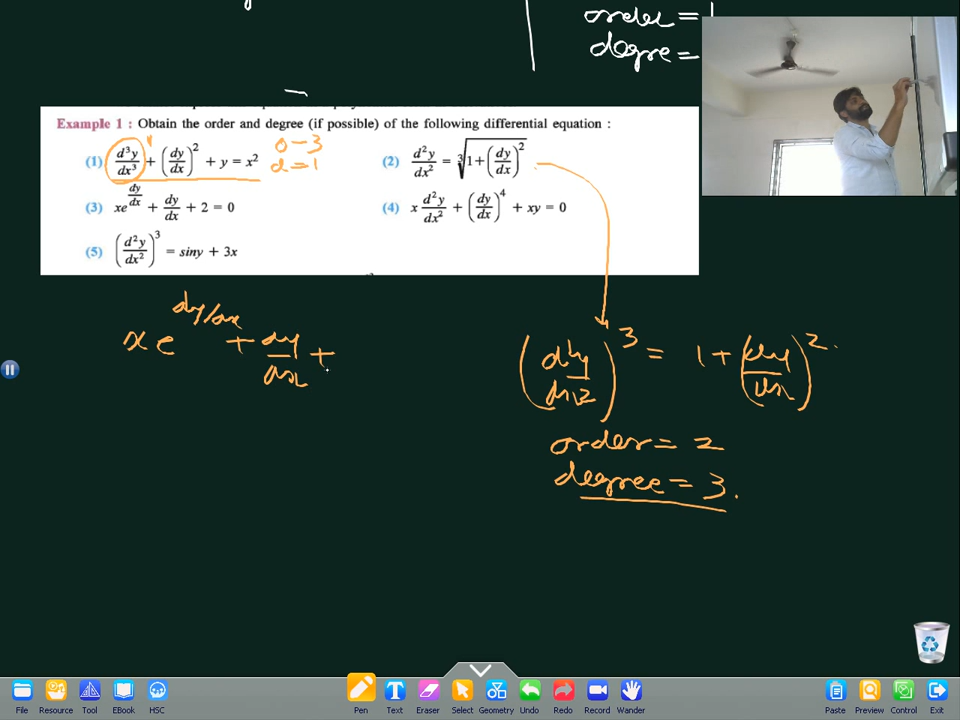 order = 1
degree =
Example 1 : Obtain the order and degree (if possible) of the following differential equation :
(1) d³y/dx³ + (dy/dx)² + y = x²
1
0 - 3
d = 1
(2) d²y/dx² = ∛(1 + (dy/dx)²)
(3) xe^(dy/dx) + dy/dx + 2 = 0
(4) x d²y/dx² + (dy/dx)⁴ + xy = 0
(5) (d²y/dx²)³ = siny + 3x
x e^(dy/dx) + dy/dx +
(d²y/dx²)³ = 1 + (dy/dx)².
order = 2
degree = 3.
File Resource Tool EBook HSC Pen Text Eraser Select Geometry Undo Redo Record Wander Paste Preview Control Exit